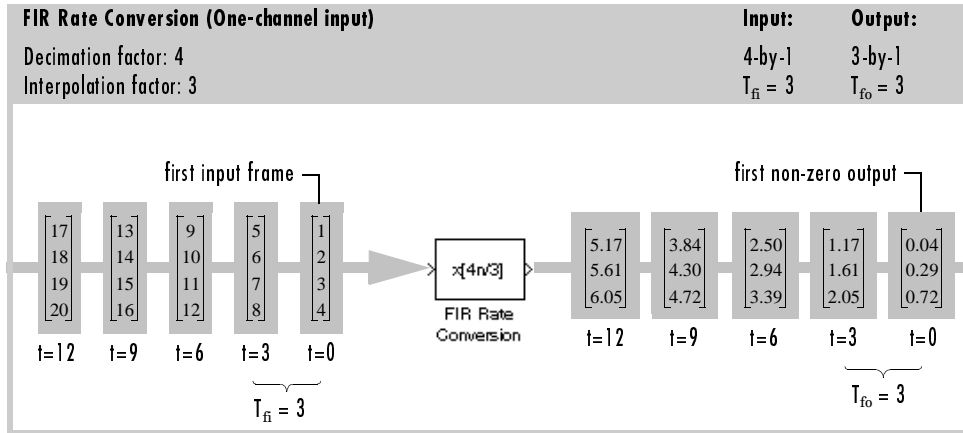 FIR Rate Conversion (One-channel input) Input: Output:
Decimation factor: 4 4-by-1 3-by-1
Interpolation factor: 3 Tfi = 3 Tfo = 3
first input frame first non-zero output
17 13 9 5 1
18 14 10 6 2
19 15 11 7 3
20 16 12 8 4
x[4n/3]
FIR Rate
Conversion
5.17 3.84 2.50 1.17 0.04
5.61 4.30 2.94 1.61 0.29
6.05 4.72 3.39 2.05 0.72
t=12 t=9 t=6 t=3 t=0
t=12 t=9 t=6 t=3 t=0
Tfi = 3
Tfo = 3